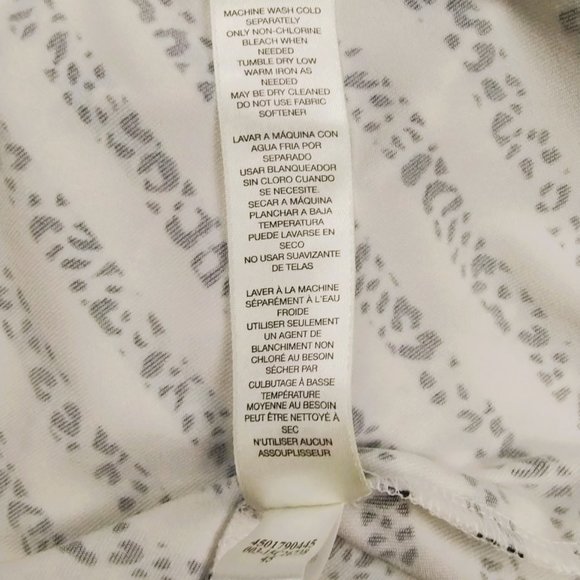 MACHINE WASH COLD
SEPARATELY
ONLY NON-CHLORINE
BLEACH WHEN
NEEDED
TUMBLE DRY LOW
WARM IRON AS
NEEDED
MAY BE DRY CLEANED
DO NOT USE FABRIC
SOFTENER
LAVAR A MÁQUINA CON
AGUA FRIA POR
SEPARADO
USAR BLANQUEADOR
SIN CLORO CUANDO
SE NECESITE.
SECAR A MÁQUINA
PLANCHAR A BAJA
TEMPERATURA
PUEDE LAVARSE EN
SECO
NO USAR SUAVIZANTE
DE TELAS
LAVER À LA MACHINE
SÉPARÉMENT À L'EAU
FROIDE
UTILISER SEULEMENT
UN AGENT DE
BLANCHIMENT NON
CHLORÉ AU BESOIN
SÉCHER PAR
CULBUTAGE À BASSE
TEMPÉRATURE
MOYENNE AU BESOIN
PEUT ÊTRE NETTOYÉ À
SEC
N'UTILISER AUCUN
ASSOUPLISSEUR
4501790445
45